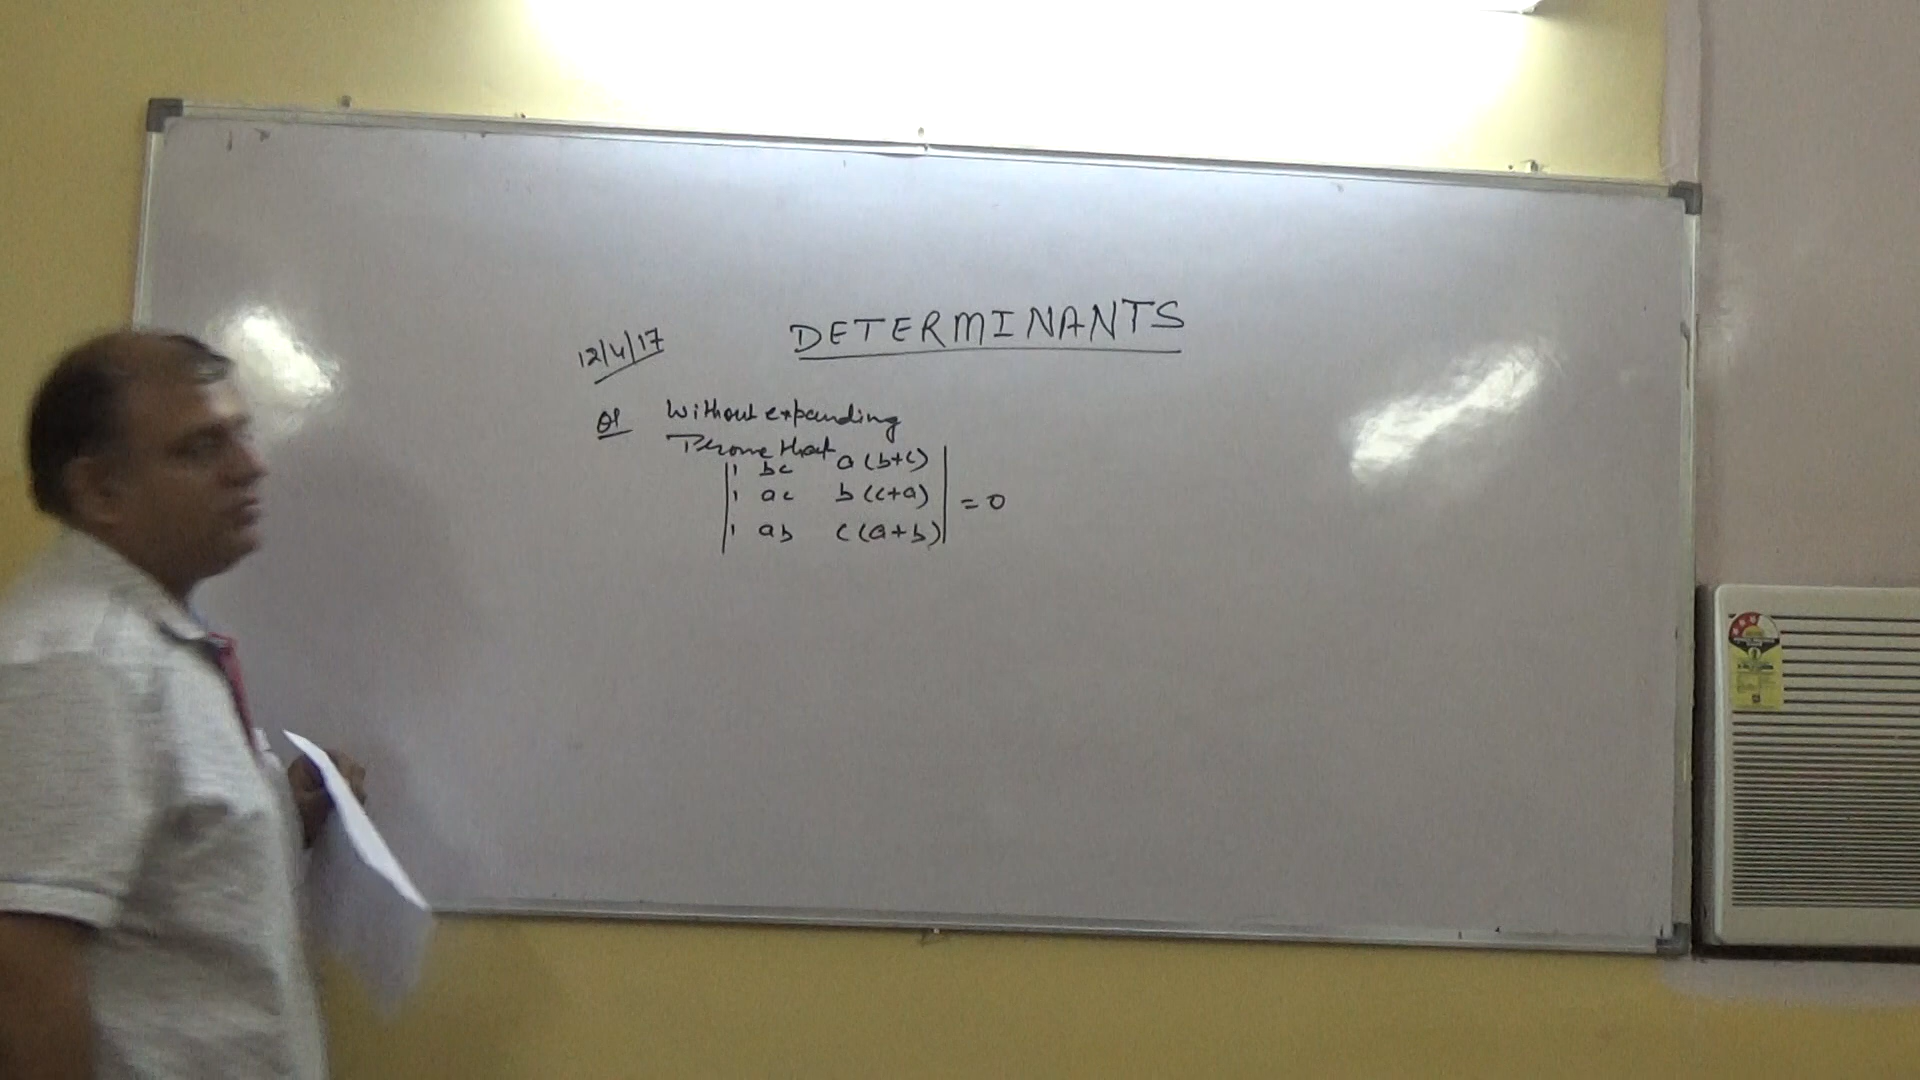 DETERMINANTS
12/4/17
Q1 Without expanding
Prove that
| 1 bc a(b+c) |
| 1 ac b(c+a) | = 0
| 1 ab c(a+b) |